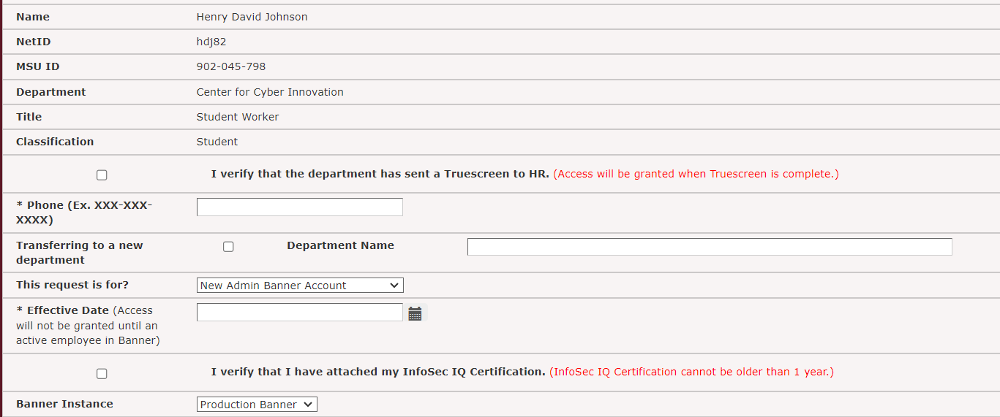 Name Henry David Johnson
NetID hdj82
MSU ID 902-045-798
Department Center for Cyber Innovation
Title Student Worker
Classification Student
I verify that the department has sent a Truescreen to HR. (Access will be granted when Truescreen is complete.)
* Phone (Ex. XXX-XXX-
XXXX)
Transferring to a new
department
Department Name
This request is for? New Admin Banner Account
* Effective Date (Access
will not be granted until an
active employee in Banner)
I verify that I have attached my InfoSec IQ Certification. (InfoSec IQ Certification cannot be older than 1 year.)
Banner Instance Production Banner